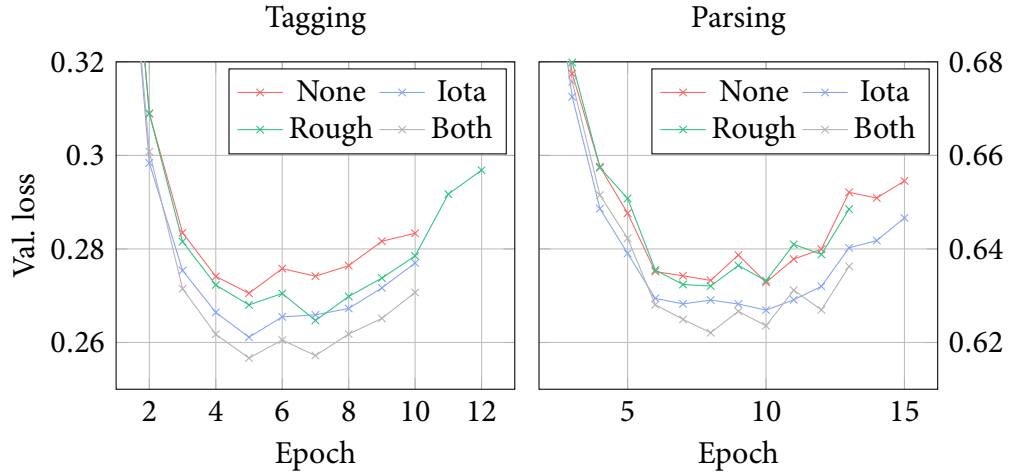 Tagging
Parsing
Val. loss
0.32
0.3
0.28
0.26
None Iota
Rough Both
2 4 6 8 10 12
Epoch
None Iota
Rough Both
0.68
0.66
0.64
0.62
5 10 15
Epoch